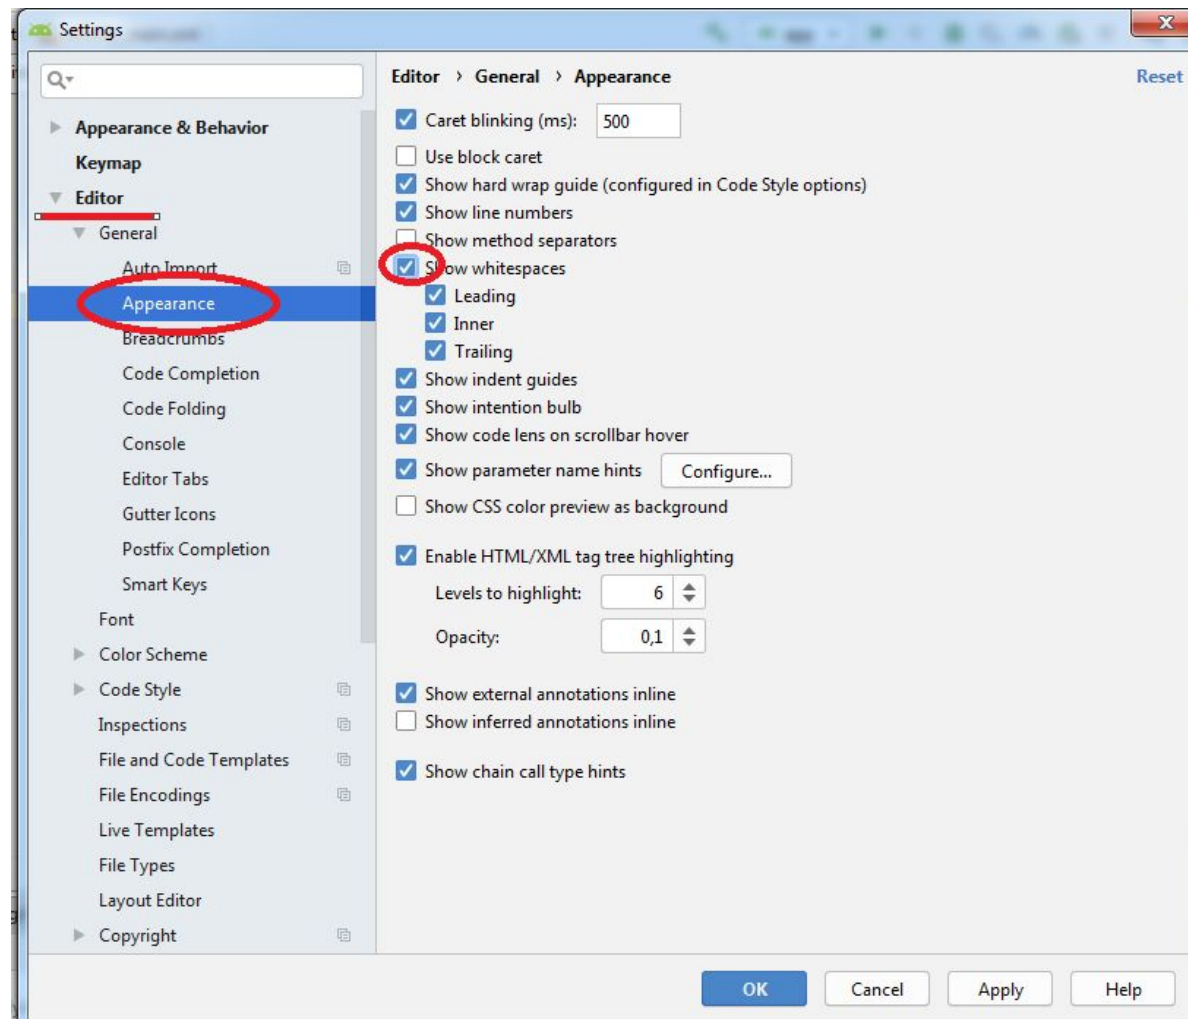 Settings
Editor › General › Appearance
Reset
Appearance & Behavior
Keymap
Editor
General
Auto Import
Appearance
Breadcrumbs
Code Completion
Code Folding
Console
Editor Tabs
Gutter Icons
Postfix Completion
Smart Keys
Font
Color Scheme
Code Style
Inspections
File and Code Templates
File Encodings
Live Templates
File Types
Layout Editor
Copyright
Caret blinking (ms): 500
Use block caret
Show hard wrap guide (configured in Code Style options)
Show line numbers
Show method separators
Show whitespaces
Leading
Inner
Trailing
Show indent guides
Show intention bulb
Show code lens on scrollbar hover
Show parameter name hints Configure...
Show CSS color preview as background
Enable HTML/XML tag tree highlighting
Levels to highlight: 6
Opacity: 0,1
Show external annotations inline
Show inferred annotations inline
Show chain call type hints
OK Cancel Apply Help